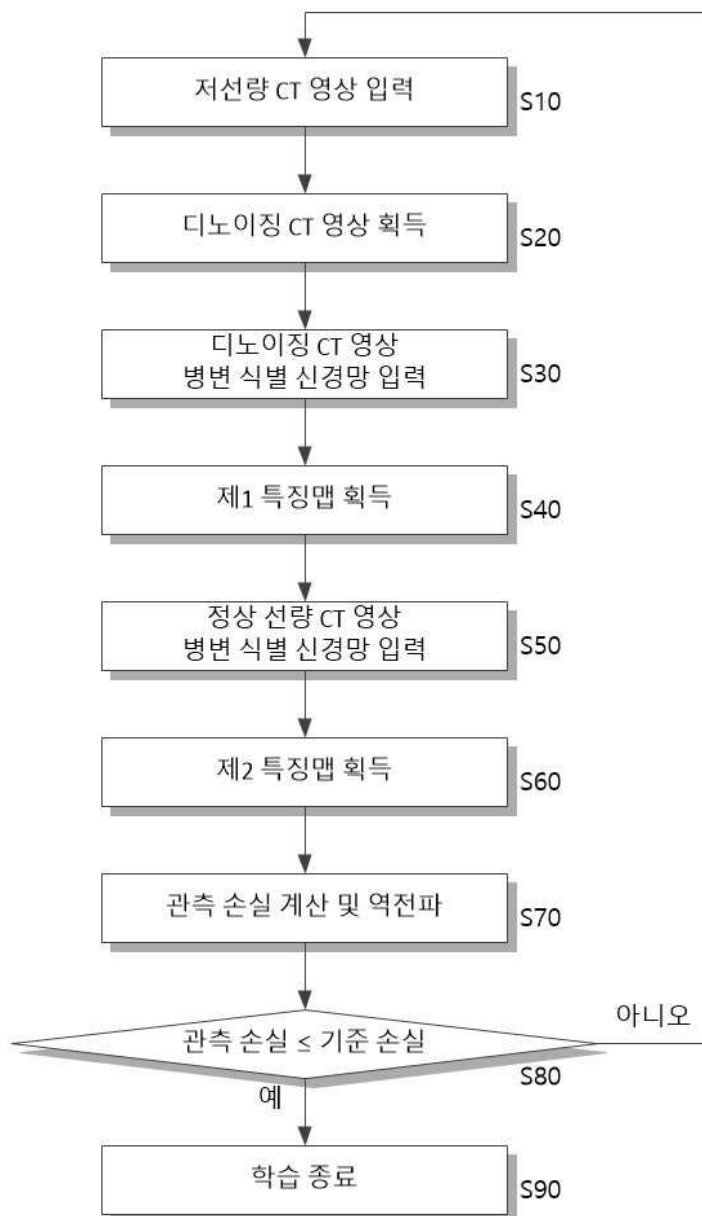 저선량 CT 영상 입력
S10
디노이징 CT 영상 획득
S20
디노이징 CT 영상
병변 식별 신경망 입력
S30
제1 특징맵 획득
S40
정상 선량 CT 영상
병변 식별 신경망 입력
S50
제2 특징맵 획득
S60
관측 손실 계산 및 역전파
S70
관측 손실 ≤ 기준 손실
아니오
S80
예
학습 종료
S90